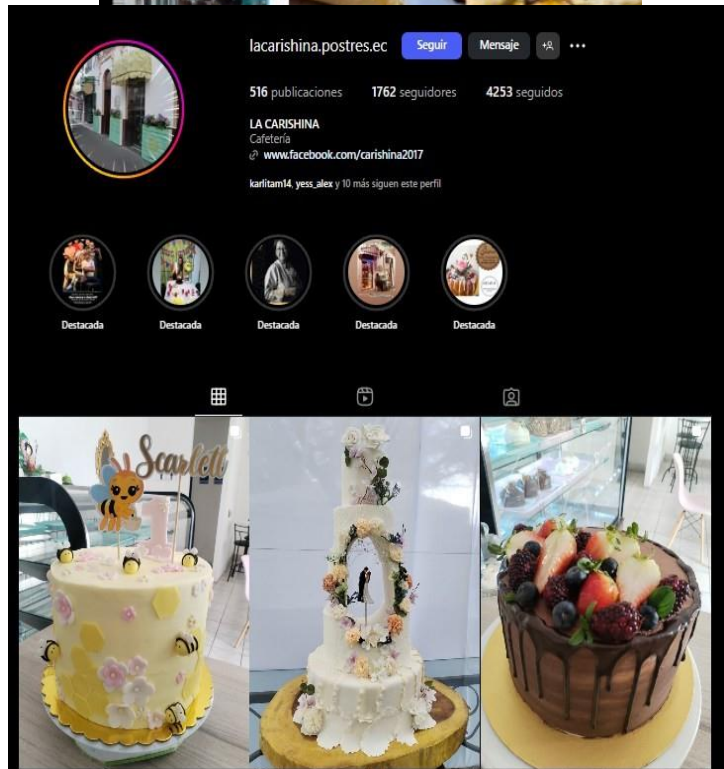 lacarishina.postres.ec Seguir Mensaje
516 publicaciones 1762 seguidores 4253 seguidos
LA CARISHINA
Cafetería
www.facebook.com/carishina2017
karlitam14, yess_alex y 10 más siguen este perfil
Destacada Destacada Destacada Destacada Destacada
Scarlett
1